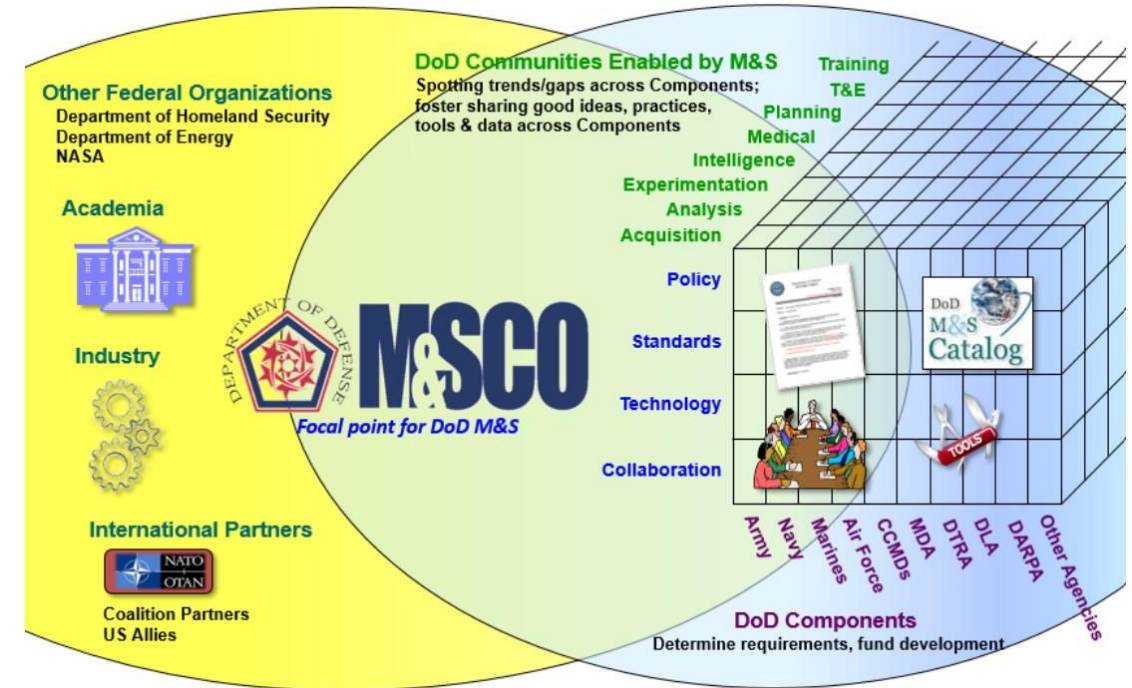 Other Federal Organizations
Department of Homeland Security
Department of Energy
NASA
Academia
Industry
International Partners
NATO
OTAN
Coalition Partners
US Allies
DEPARTMENT OF DEFENSE
M&SCO
Focal point for DoD M&S
DoD Communities Enabled by M&S
Spotting trends/gaps across Components;
foster sharing good ideas, practices,
tools & data across Components
Training
T&E
Planning
Medical
Intelligence
Experimentation
Analysis
Acquisition
Policy
Standards
Technology
Collaboration
DoD
M&S
Catalog
TOOLS
Army
Navy
Marines
Air Force
CCMDs
MDA
DTRA
DLA
DARPA
Other Agencies
DoD Components
Determine requirements, fund development